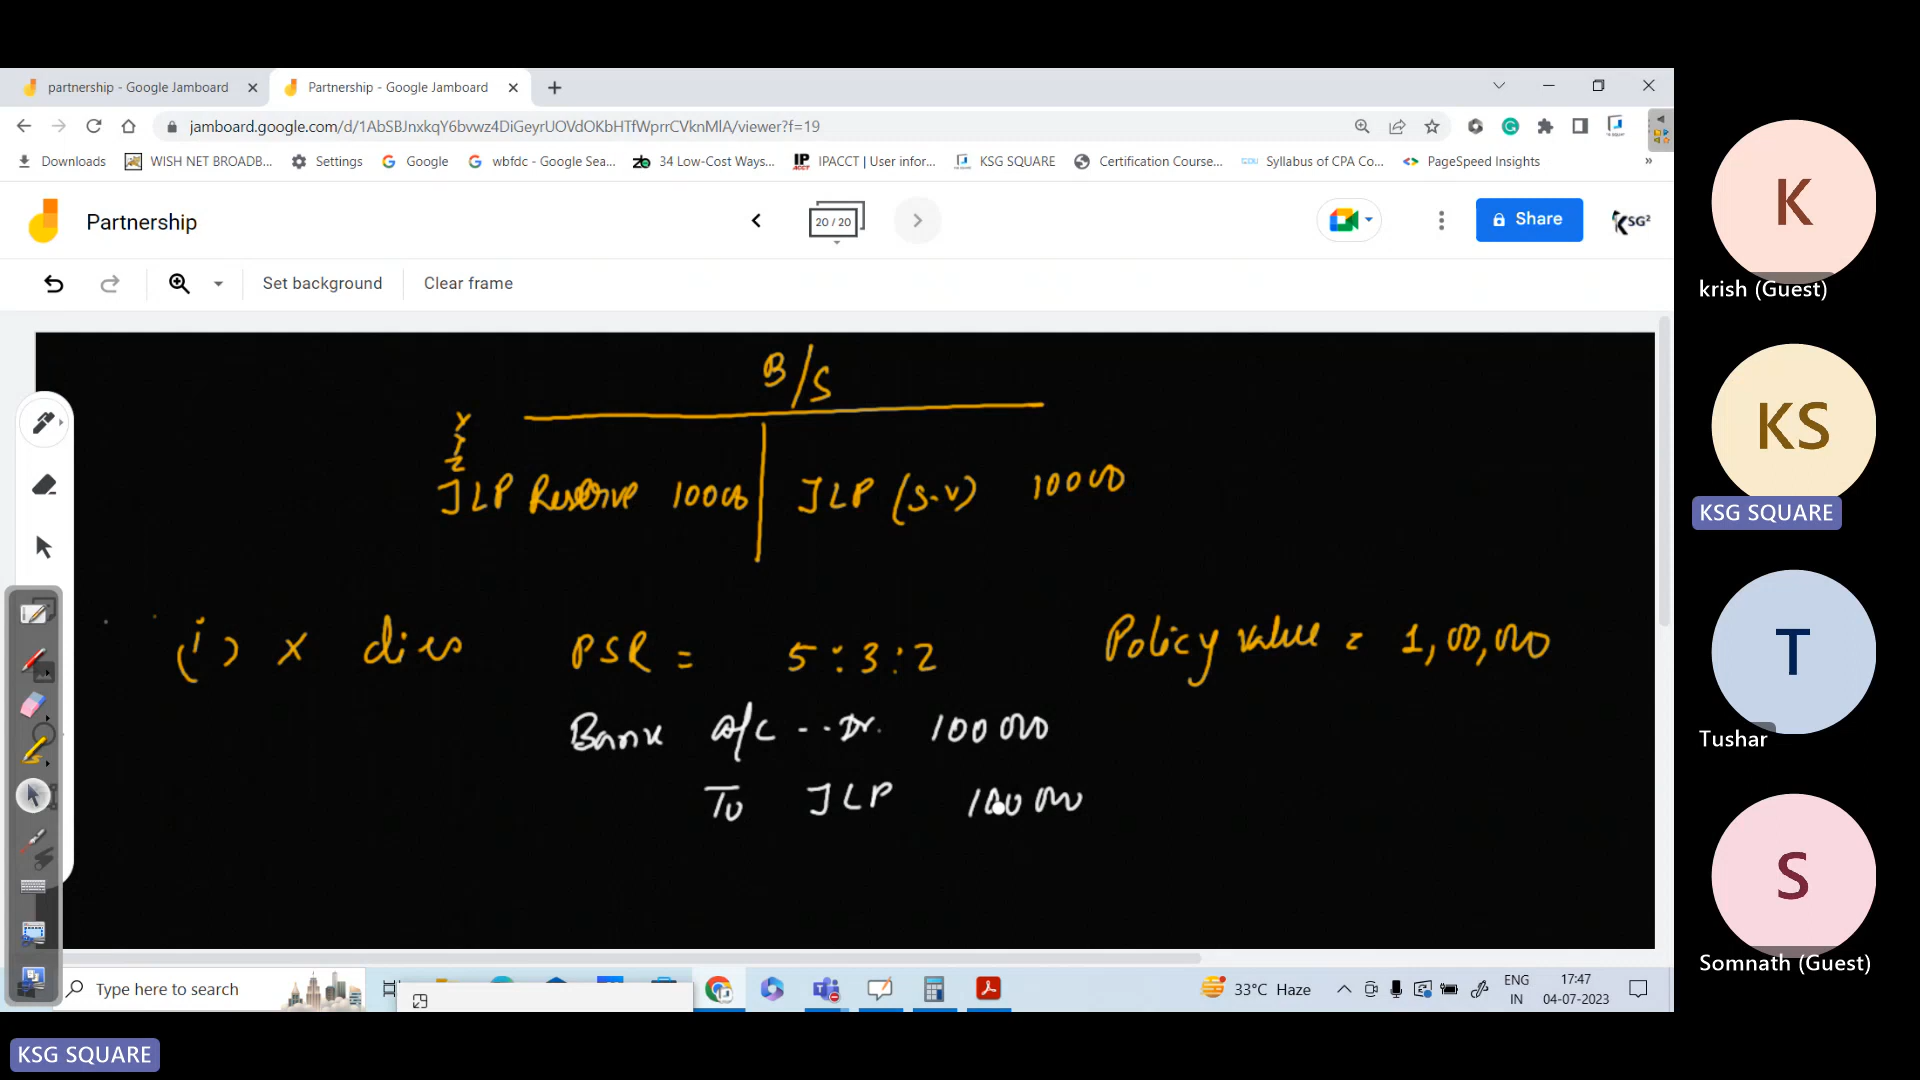 partnership - Google Jamboard
Partnership - Google Jamboard
jamboard.google.com/d/1AbSBJnxkqY6bvwz4DiGeyrUOVdOKbHTfWprrCVknMlA/viewer?f=19
Downloads WISH NET BROADB... Settings Google wbfdc - Google Sea... 34 Low-Cost Ways... IPACCT | User infor... KSG SQUARE Certification Course... Syllabus of CPA Co... PageSpeed Insights »
Partnership
20 / 20
Share
KSG²
Set background Clear frame
B/S
X
Y
Z
JLP Reserve 10000 JLP (S.V) 10000
(i) X dies PSR = 5:3:2 Policy value = 1,00,000
Bank A/C --Dr. 100000
To JLP 100000
Type here to search
33°C Haze
ENG
IN
17:47
04-07-2023
K
krish (Guest)
KS
KSG SQUARE
T
Tushar
S
Somnath (Guest)
KSG SQUARE